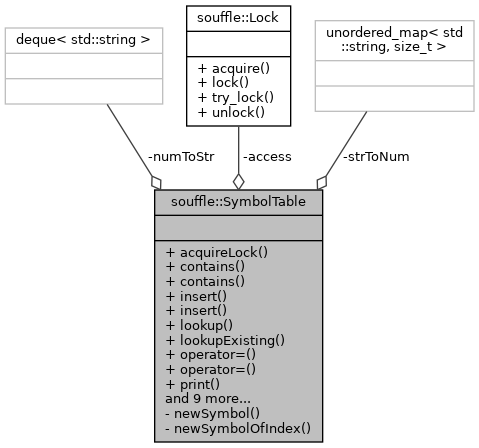 deque< std::string >
souffle::Lock
+ acquire()
+ lock()
+ try_lock()
+ unlock()
unordered_map< std
::string, size_t >
-numToStr
-access
-strToNum
souffle::SymbolTable
+ acquireLock()
+ contains()
+ contains()
+ insert()
+ insert()
+ lookup()
+ lookupExisting()
+ operator=()
+ operator=()
+ print()
and 9 more...
- newSymbol()
- newSymbolOfIndex()